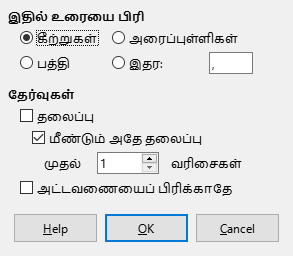 இதில் உரையை பிரி
கீற்றுகள் அரைப்புள்ளிகள்
பத்தி இதர: ,
தேர்வுகள்
தலைப்பு
மீண்டும் அதே தலைப்பு
முதல் 1 வரிசைகள்
அட்டவணையைப் பிரிக்காதே
Help OK Cancel